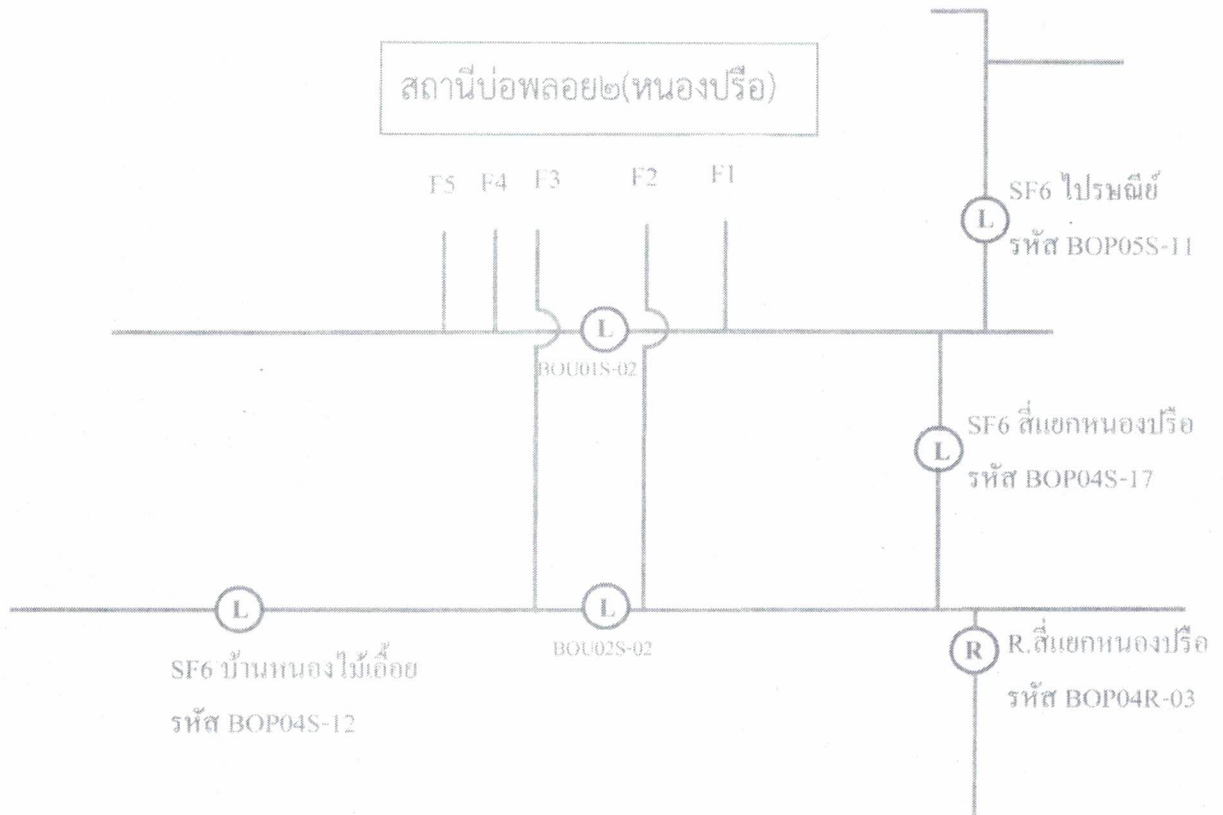 สถานีบ่อพลอย๒(หนองปรือ)
F5 F4 F3 F2 F1
SF6 ไปรษณีย์
L
รหัส BOP05S-11
L
BOU01S-02
SF6 สี่แยกหนองปรือ
L
รหัส BOP04S-17
L
L
BOU02S-02
R
R.สี่แยกหนองปรือ
SF6 บ้านหนองไม้เอื้อย
รหัส BOP04R-03
รหัส BOP04S-12